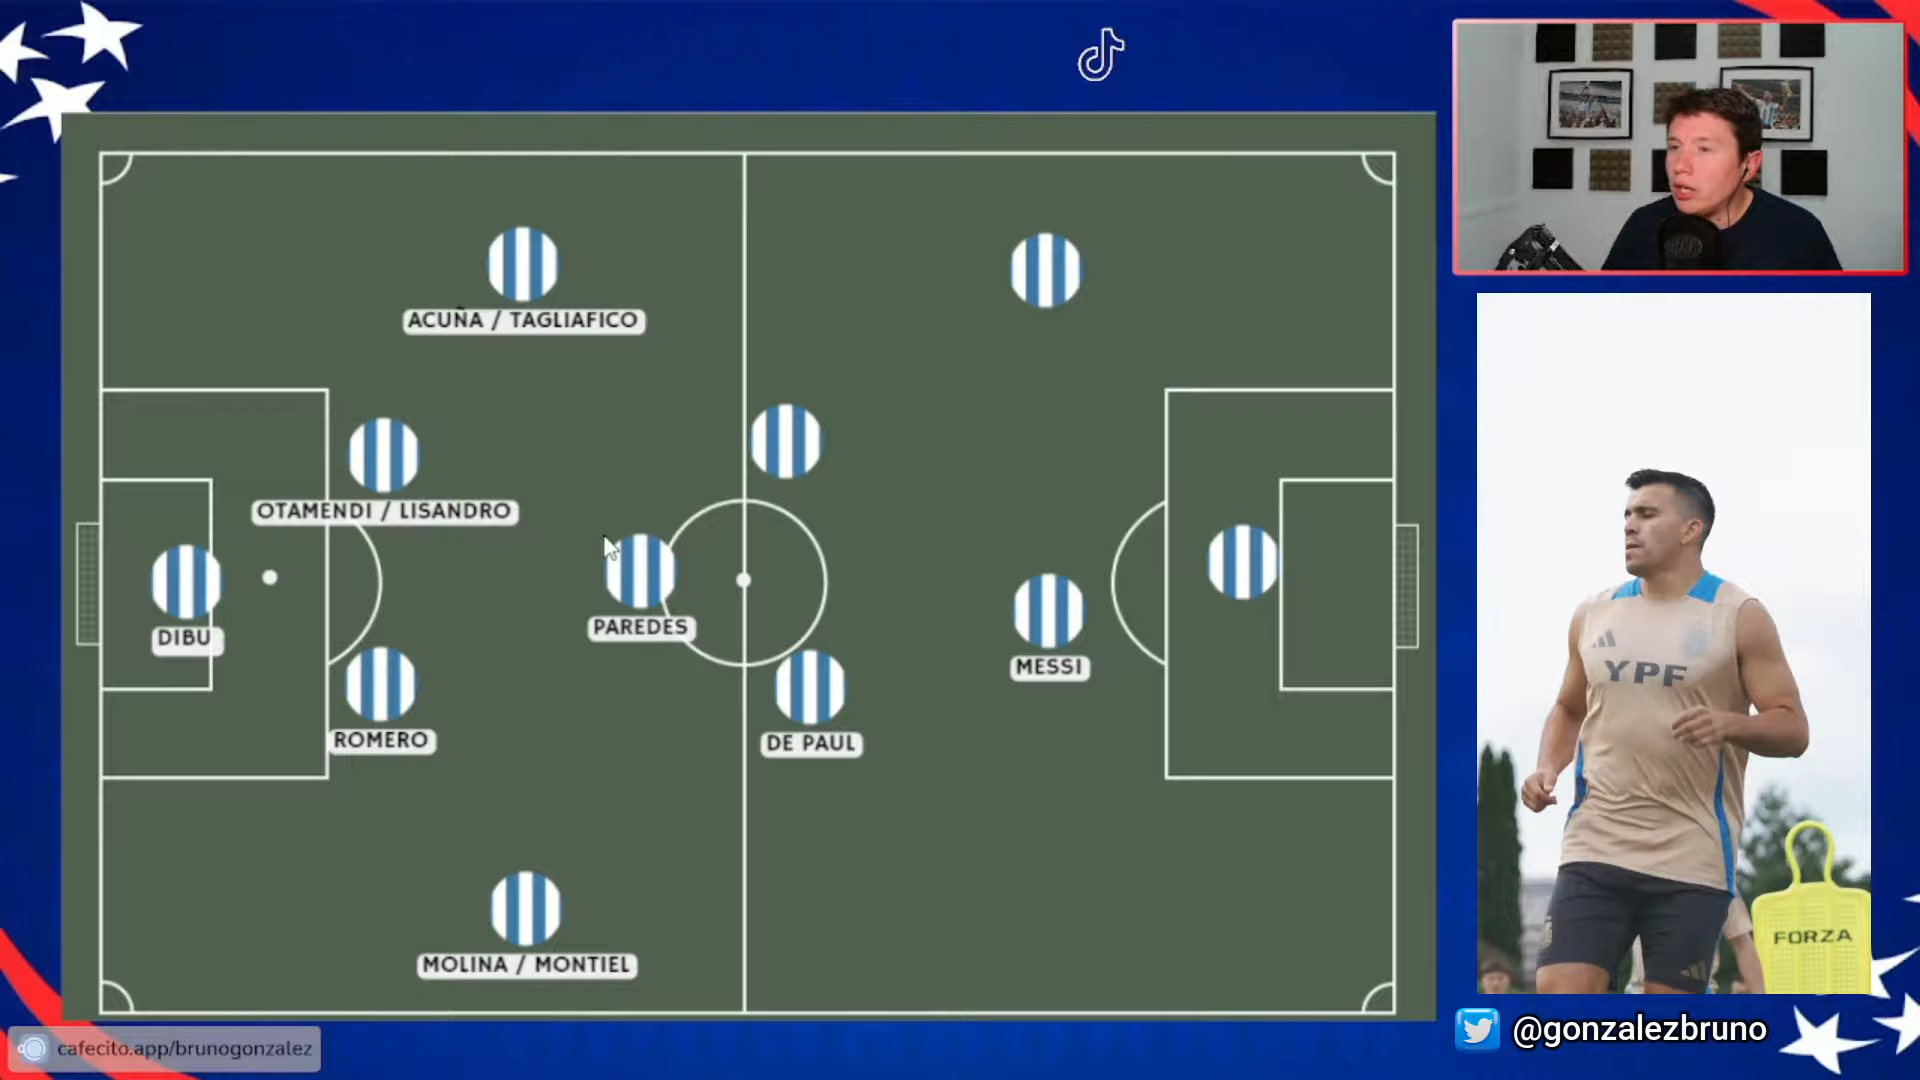 ACUÑA / TAGLIAFICO
OTAMENDI / LISANDRO
DIBU
PAREDES
MESSI
ROMERO
DE PAUL
MOLINA / MONTIEL
YPF
FORZA
@gonzalezbruno
cafecito.app/brunogonzalez